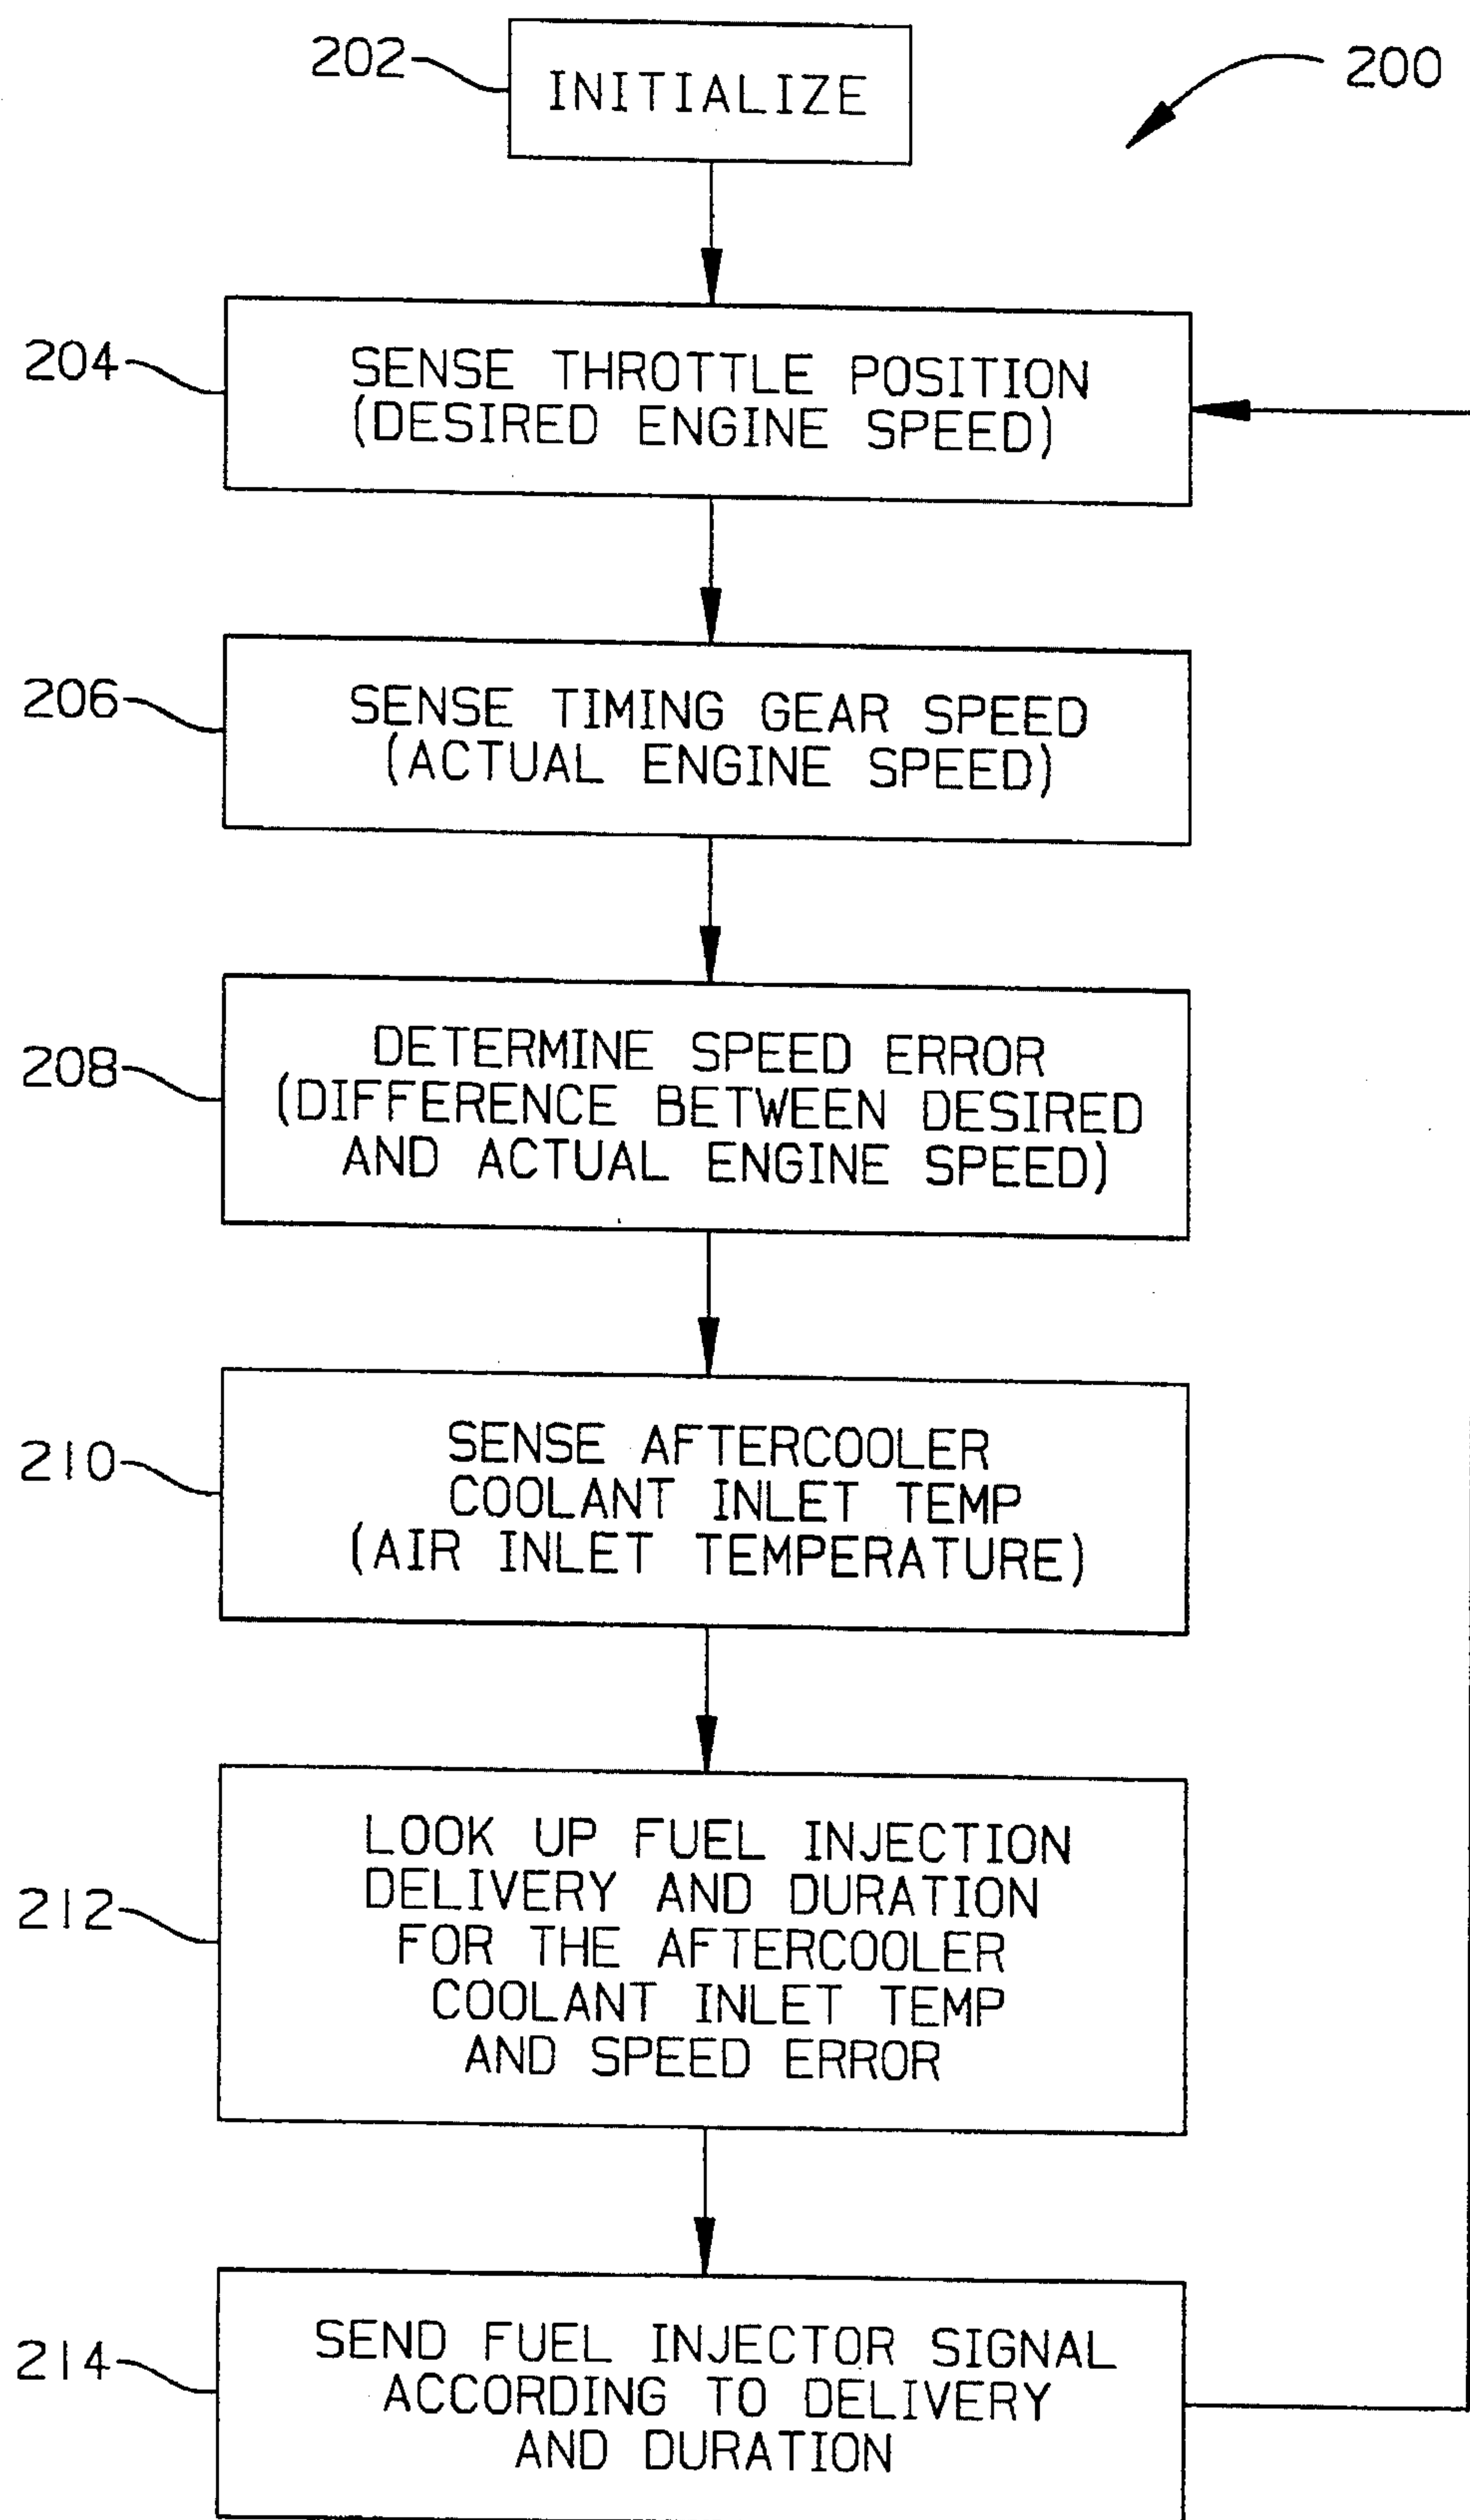 202
INITIALIZE
200
204
SENSE THROTTLE POSITION
(DESIRED ENGINE SPEED)
206
SENSE TIMING GEAR SPEED
(ACTUAL ENGINE SPEED)
208
DETERMINE SPEED ERROR
(DIFFERENCE BETWEEN DESIRED
AND ACTUAL ENGINE SPEED)
210
SENSE AFTERCOOLER
COOLANT INLET TEMP
(AIR INLET TEMPERATURE)
212
LOOK UP FUEL INJECTION
DELIVERY AND DURATION
FOR THE AFTERCOOLER
COOLANT INLET TEMP
AND SPEED ERROR
214
SEND FUEL INJECTOR SIGNAL
ACCORDING TO DELIVERY
AND DURATION